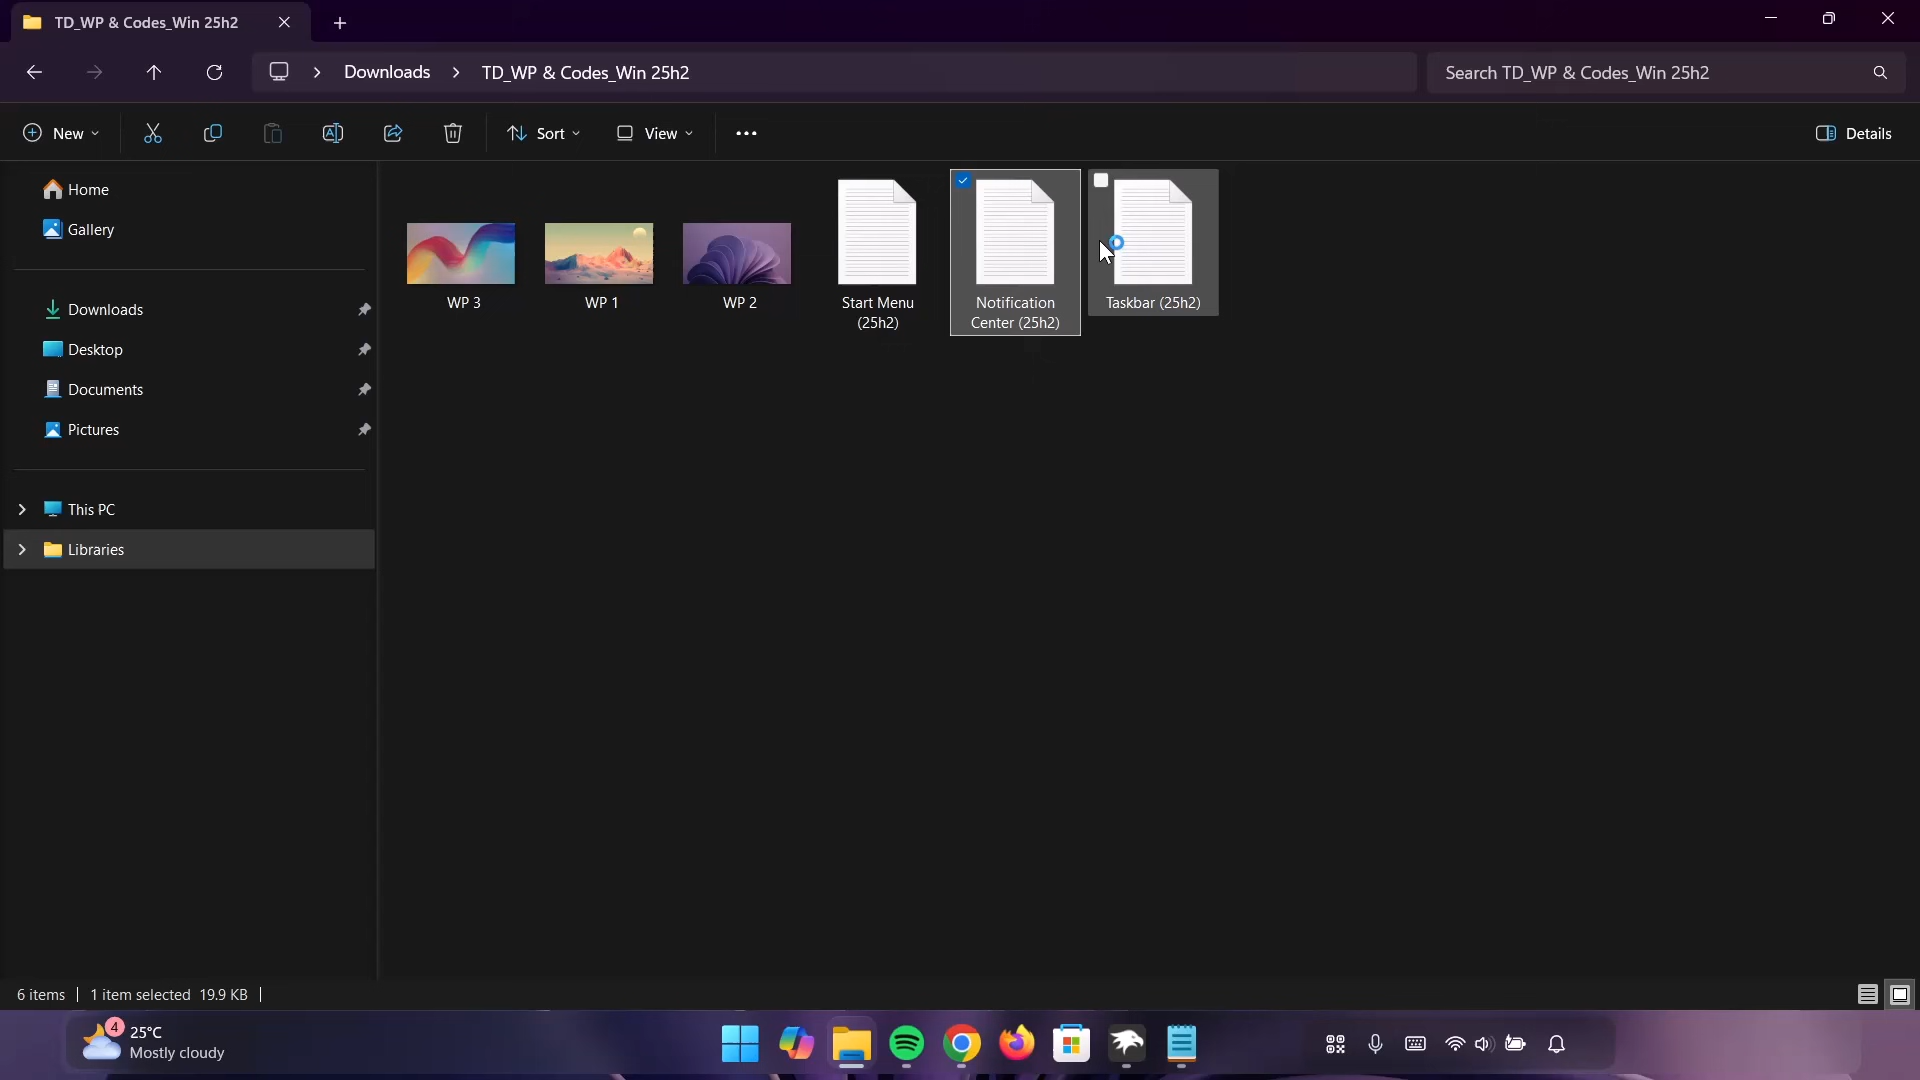 TD_WP & Codes_Win 25h2
Downloads
TD_WP & Codes_Win 25h2
Search TD_WP & Codes_Win 25h2
New
Sort
View
Details
Home
Gallery
Downloads
Desktop
Documents
Pictures
This PC
Libraries
WP 3
WP 1
WP 2
Start Menu
(25h2)
Notification
Center (25h2)
Taskbar (25h2)
6 items
1 item selected 19.9 KB
4
25°C
Mostly cloudy